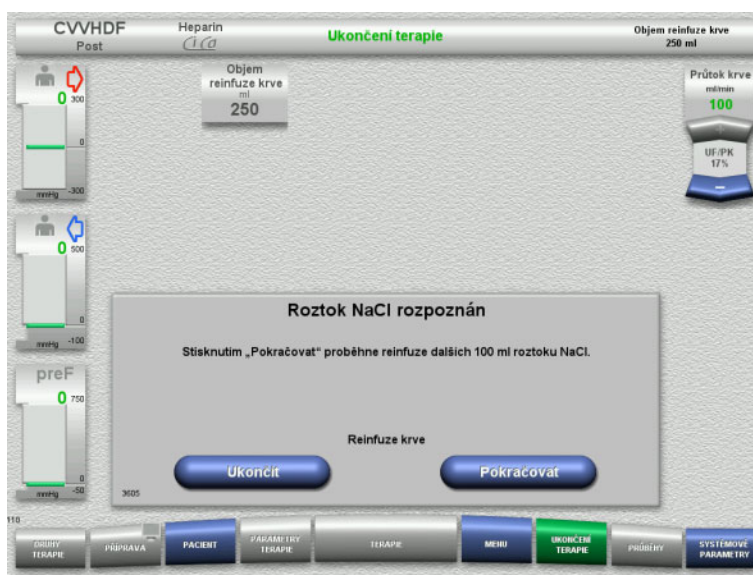 CVVHDF
Post
Heparin
Ci Ca
Ukončení terapie
Objem reinfuze krve
250 ml
Objem
reinfuze krve
ml
250
Průtok krve
ml/min
100
+
UF/PK
17%
−
0 300
0
mmHg -300
0 500
0
mmHg -100
preF
0 750
0
mmHg -50
Roztok NaCl rozpoznán
Stisknutím „Pokračovat“ proběhne reinfuze dalších 100 ml roztoku NaCl.
Reinfuze krve
Ukončit
Pokračovat
3605
110
DRUHY
TERAPIE
PŘÍPRAVA
PACIENT
PARAMETRY
TERAPIE
TERAPIE
MENU
UKONČENÍ
TERAPIE
PRŮBĚHY
SYSTÉMOVÉ
PARAMETRY